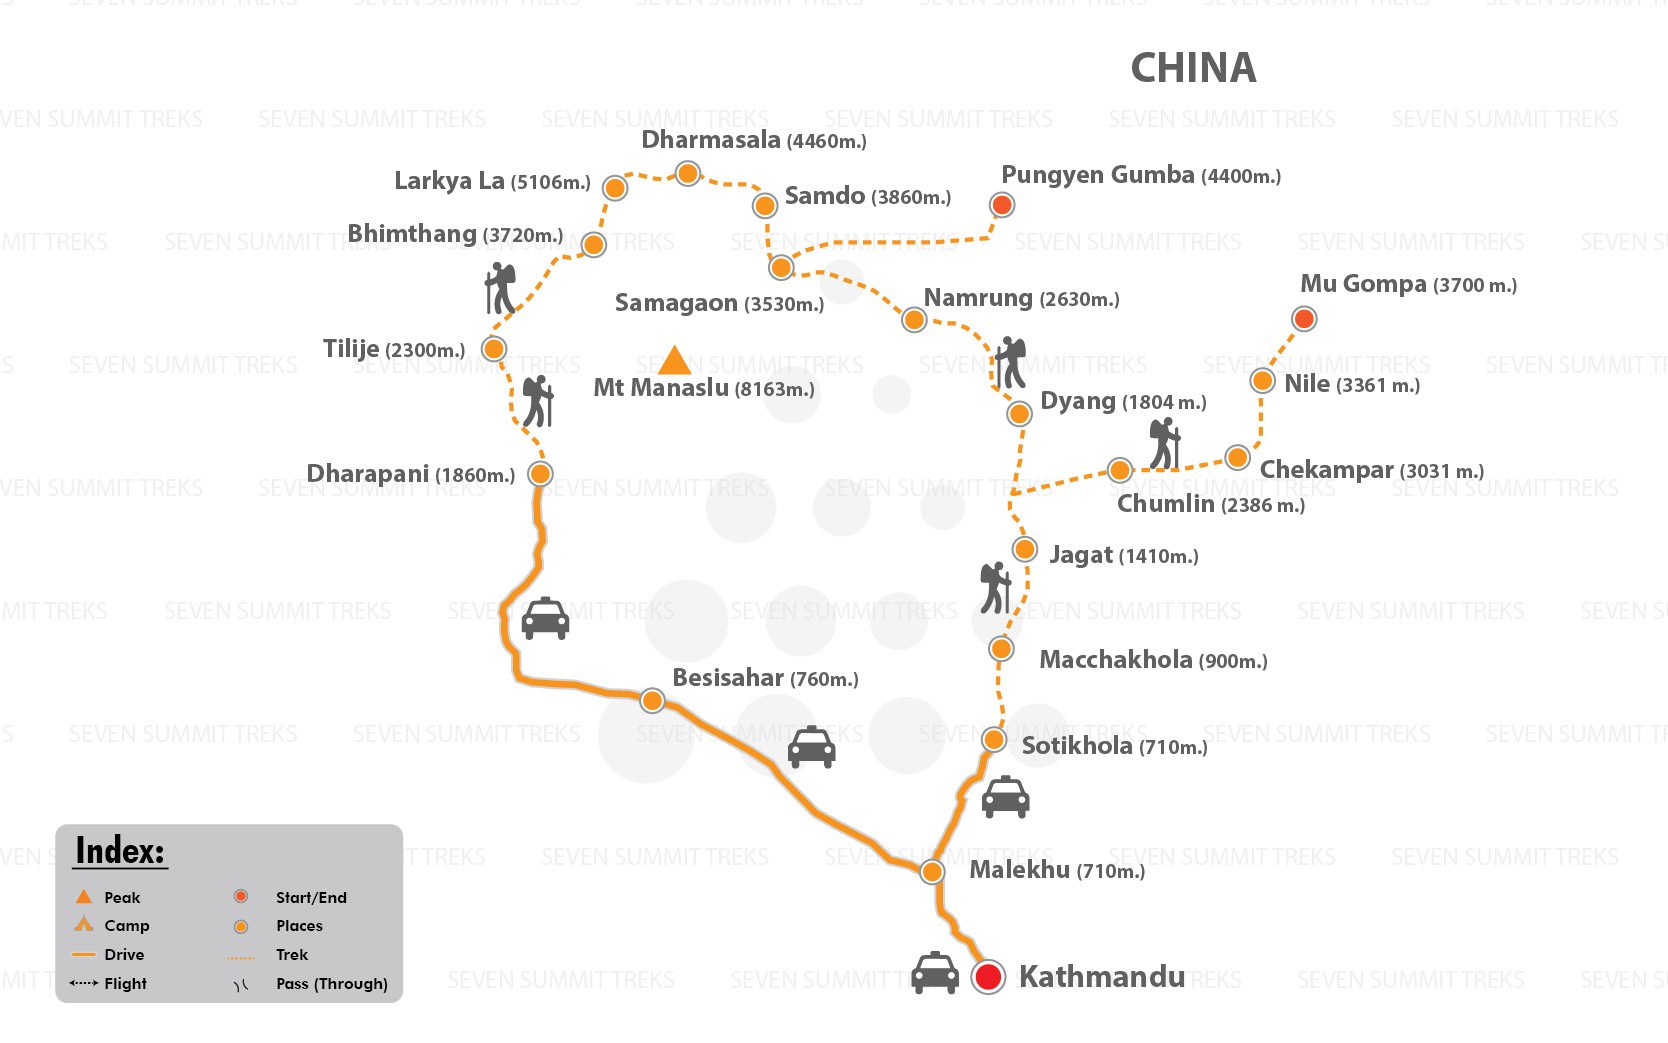 CHINA
Dharmasala (4460m.)
Larkya La (5106m.)
Pungyen Gumba (4400m.)
Samdo (3860m.)
Bhimthang (3720m.)
Samagaon (3530m.)
Namrung (2630m.)
Mu Gompa (3700 m.)
Tilije (2300m.)
Mt Manaslu (8163m.)
Nile (3361 m.)
Dyang (1804 m.)
Dharapani (1860m.)
Chekampar (3031 m.)
Chumlin (2386 m.)
Jagat (1410m.)
Macchakhola (900m.)
Besisahar (760m.)
Sotikhola (710m.)
Malekhu (710m.)
Kathmandu
Index:
Peak
Camp
Drive
Flight
Start/End
Places
Trek
Pass (Through)
SEVEN SUMMIT TREKS